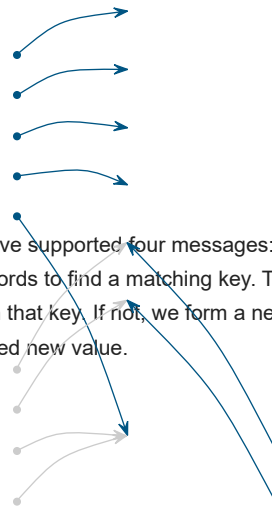 ve supported four messages:
ords to find a matching key. T
that key. If not, we form a ne
ed new value.